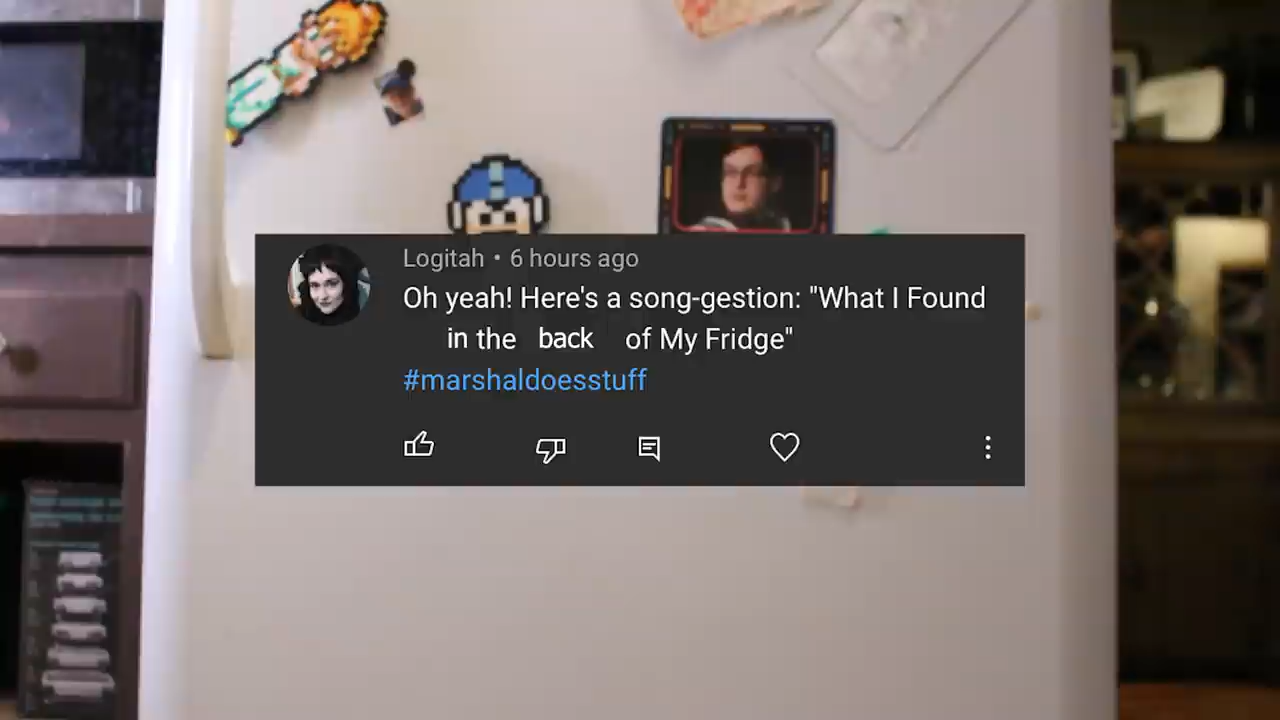 Logitah • 6 hours ago
Oh yeah! Here's a song-gestion: "What I Found
in the back of My Fridge"
#marshaldoesstuff